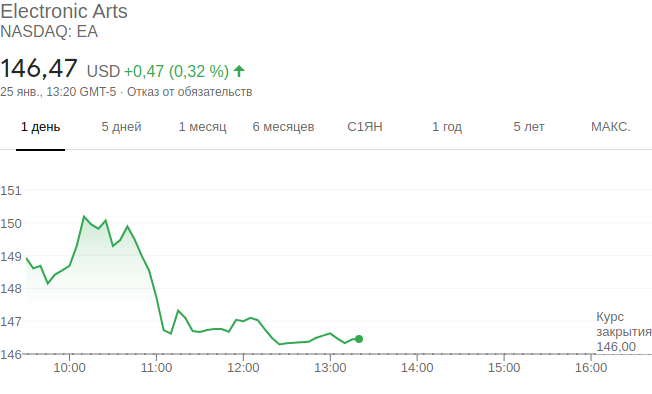 Electronic Arts
NASDAQ: EA
146,47 USD +0,47 (0,32 %)
25 янв., 13:20 GMT-5 · Отказ от обязательств
1 день 5 дней 1 месяц 6 месяцев С1ЯН 1 год 5 лет МАКС.
151
150
149
148
147
Курс
закрытия
146,00
146
10:00 11:00 12:00 13:00 14:00 15:00 16:00